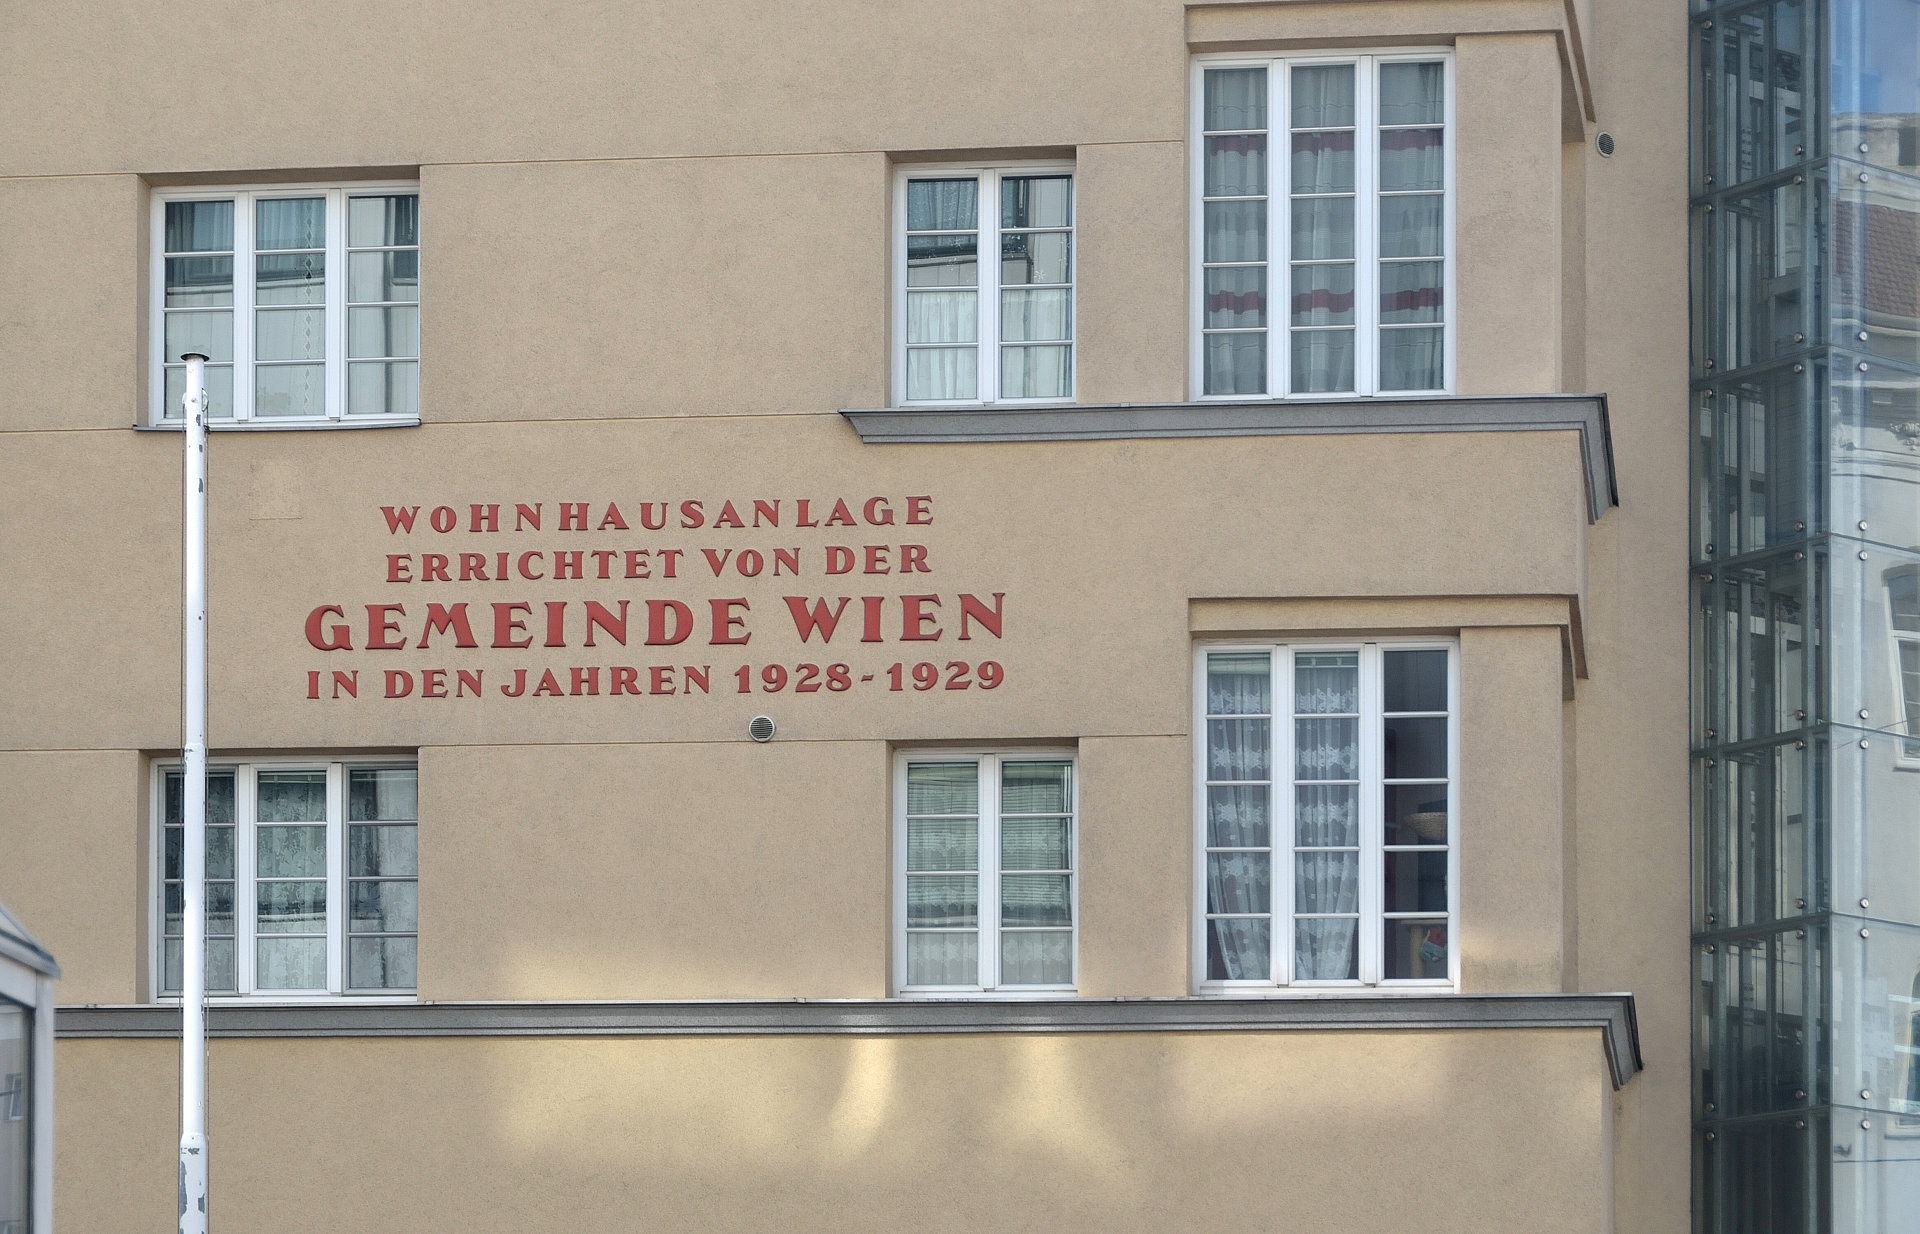 WOHNHAUSANLAGE
ERRICHTET VON DER
GEMEINDE WIEN
IN DEN JAHREN 1928-1929